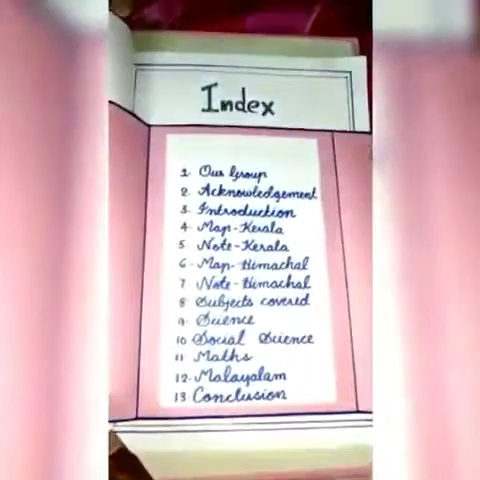 Index
1. Our Group
2. Acknowledgement
3. Introduction
4. Map-Kerala
5. Note-Kerala
6. Map-Himachal
7. Note-Himachal
8. Subjects covered
9. Science
10. Social Science
11. Maths
12. Malayalam
13. Conclusion